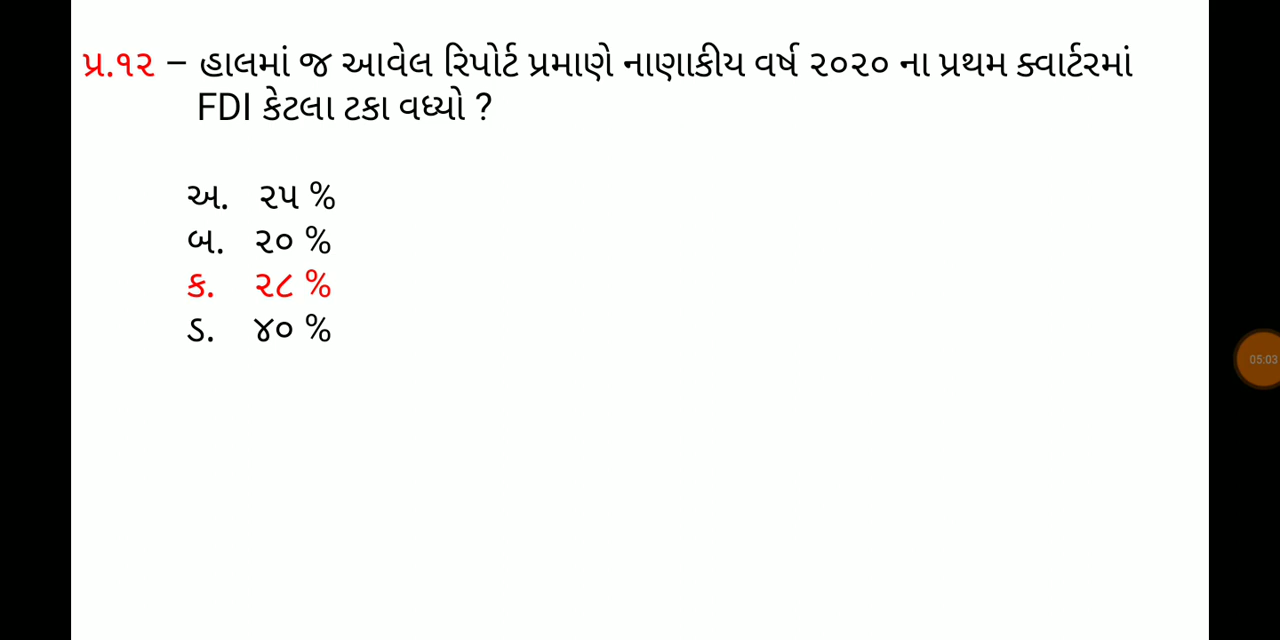 પ્ર.૧૨ – હાલમાં જ આવેલ રિપોર્ટ પ્રમાણે નાણાકીય વર્ષ ૨૦૨૦ ના પ્રથમ ક્વાર્ટરમાં
FDI કેટલા ટકા વધ્યો ?
અ. ૨૫ %
બ. ૨૦ %
ક. ૨૮ %
ડ. ૪૦ %
05:03